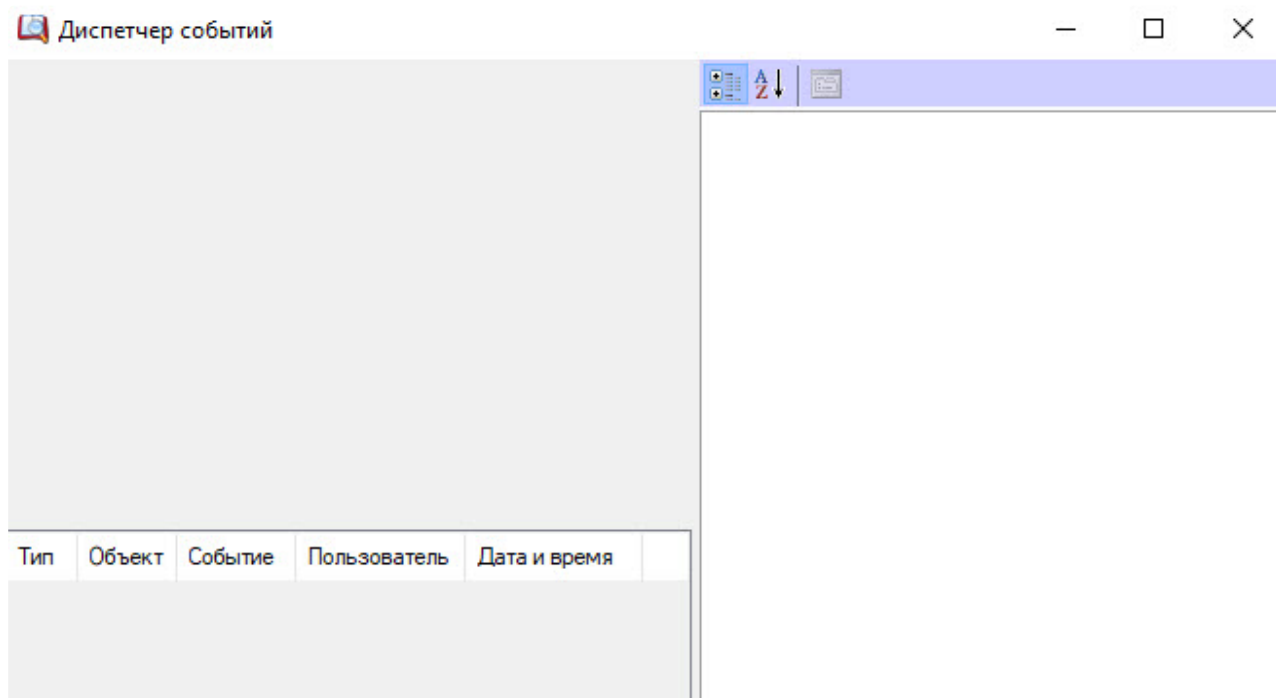 Диспетчер событий
Тип Объект Событие Пользователь Дата и время